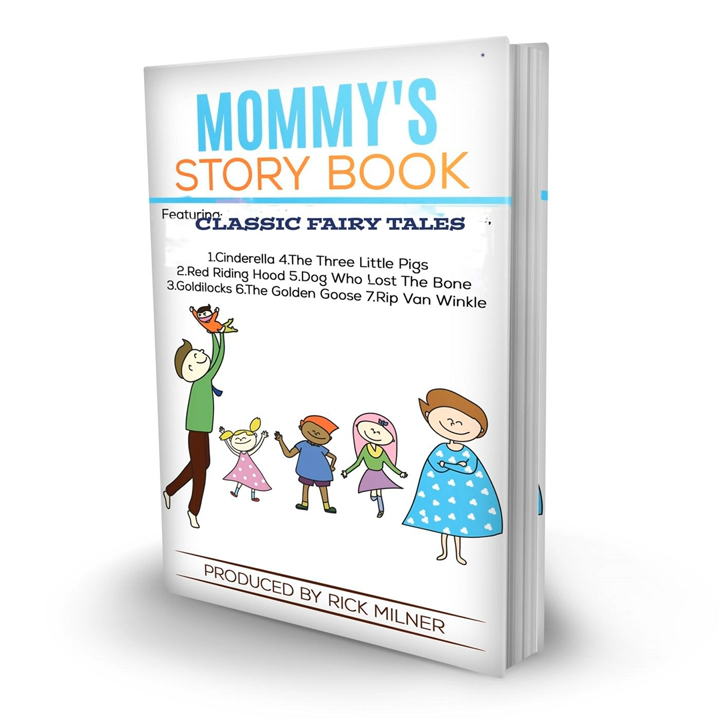 MOMMY'S
STORY BOOK
Featuring:
CLASSIC FAIRY TALES
1.Cinderella 4.The Three Little Pigs
2.Red Riding Hood 5.Dog Who Lost The Bone
3.Goldilocks 6.The Golden Goose 7.Rip Van Winkle
PRODUCED BY RICK MILNER